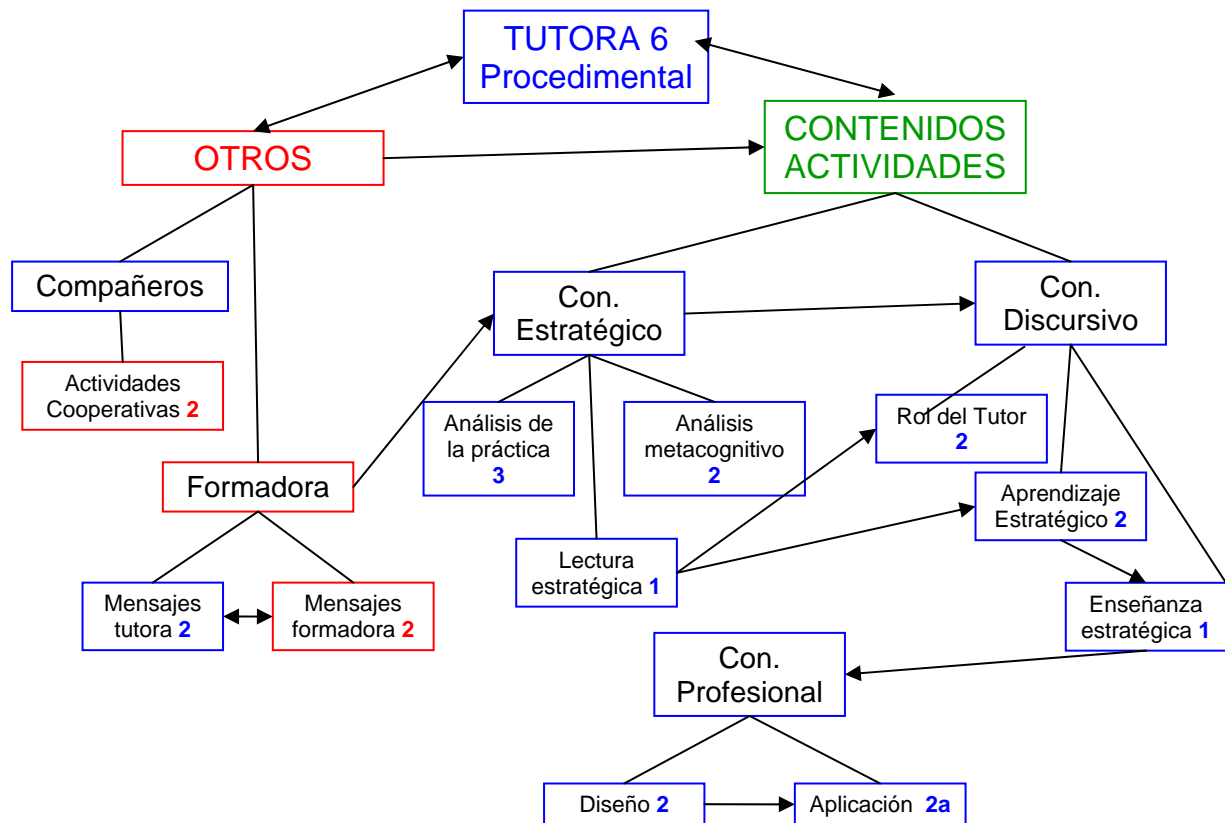 TUTORA 6
Procedimental
OTROS
CONTENIDOS
ACTIVIDADES
Compañeros
Con.
Estratégico
Con.
Discursivo
Actividades
Cooperativas 2
Análisis de
la práctica
3
Análisis
metacognitivo
2
Rol del Tutor
2
Formadora
Aprendizaje
Estratégico 2
Lectura
estratégica 1
Mensajes
tutora 2
Mensajes
formadora 2
Enseñanza
estratégica 1
Con.
Profesional
Diseño 2
Aplicación 2a